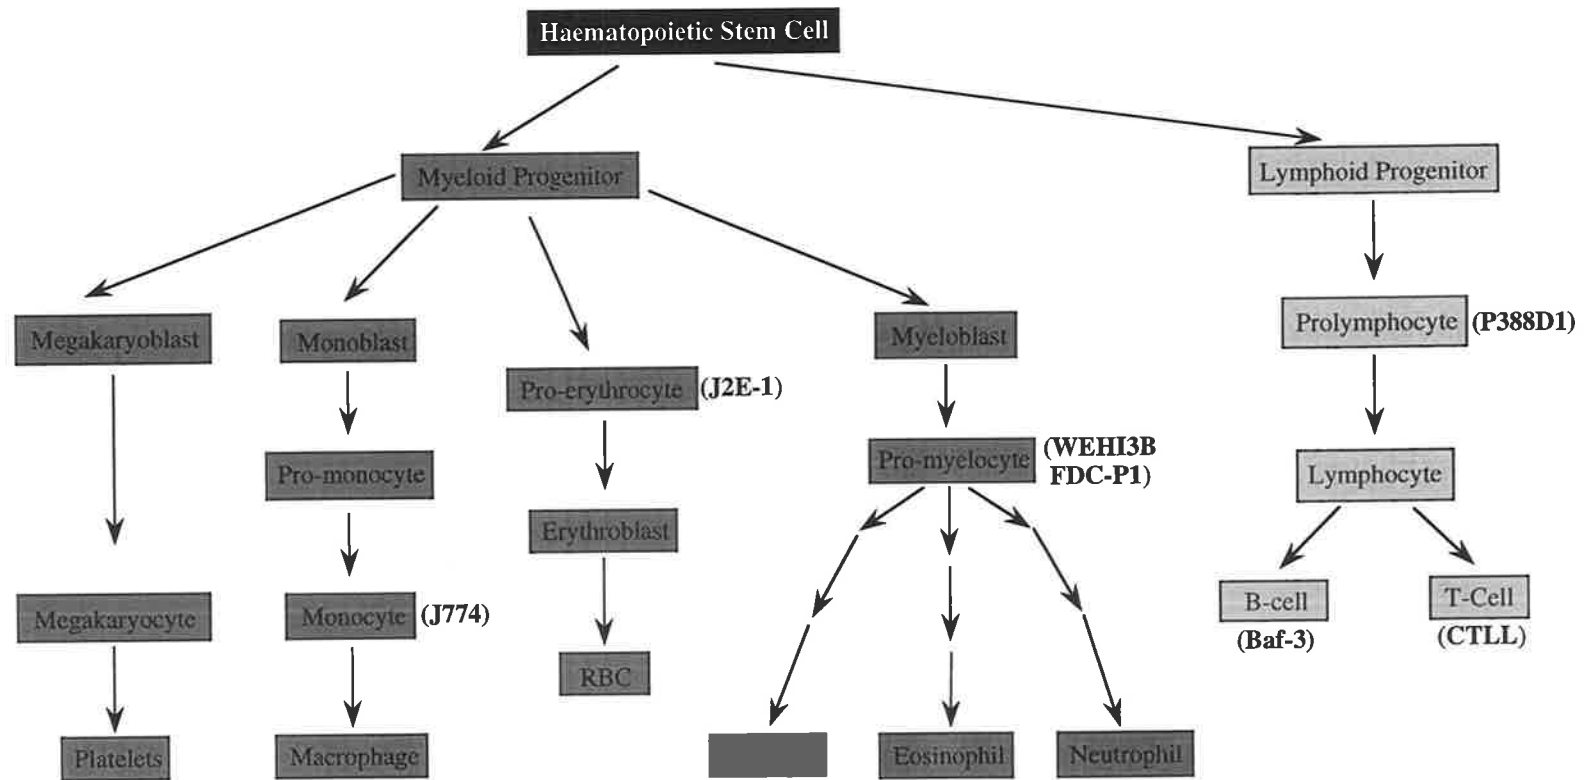 Haematopoietic Stem Cell
Myeloid Progenitor
Lymphoid Progenitor
Megakaryoblast
Monoblast
Pro-erythrocyte (J2E-1)
Myeloblast
Prolymphocyte (P388D1)
Pro-monocyte
Erythroblast
Pro-myelocyte (WEHI3B
FDC-P1)
Lymphocyte
Megakaryocyte
Monocyte (J774)
RBC
B-cell
(Baf-3)
T-Cell
(CTLL)
Platelets
Macrophage
Eosinophil
Neutrophil